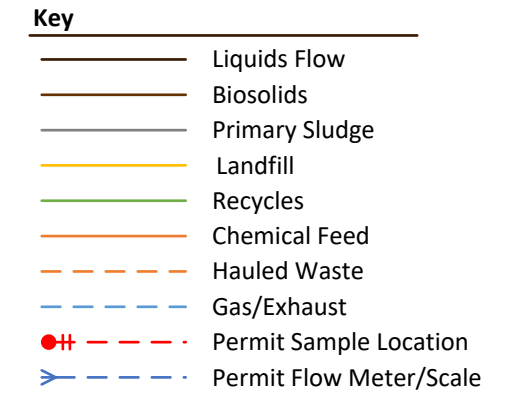 Key
Liquids Flow
Biosolids
Primary Sludge
Landfill
Recycles
Chemical Feed
Hauled Waste
Gas/Exhaust
Permit Sample Location
Permit Flow Meter/Scale